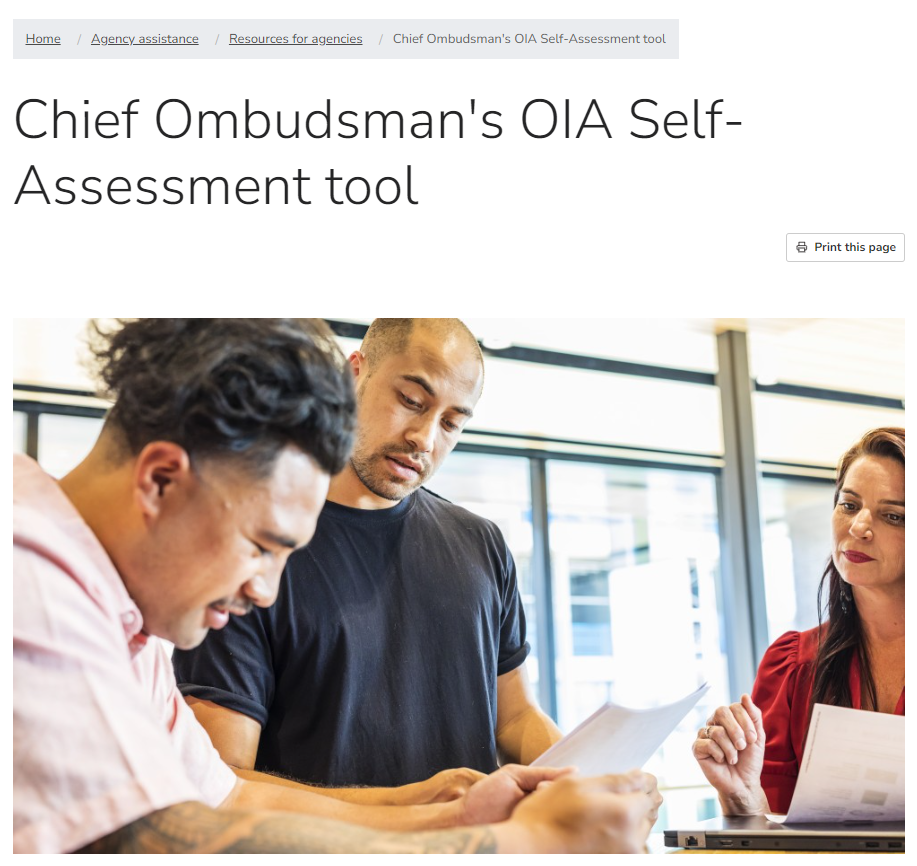 Home / Agency assistance / Resources for agencies / Chief Ombudsman's OIA Self-Assessment tool
Chief Ombudsman's OIA Self-
Assessment tool
Print this page